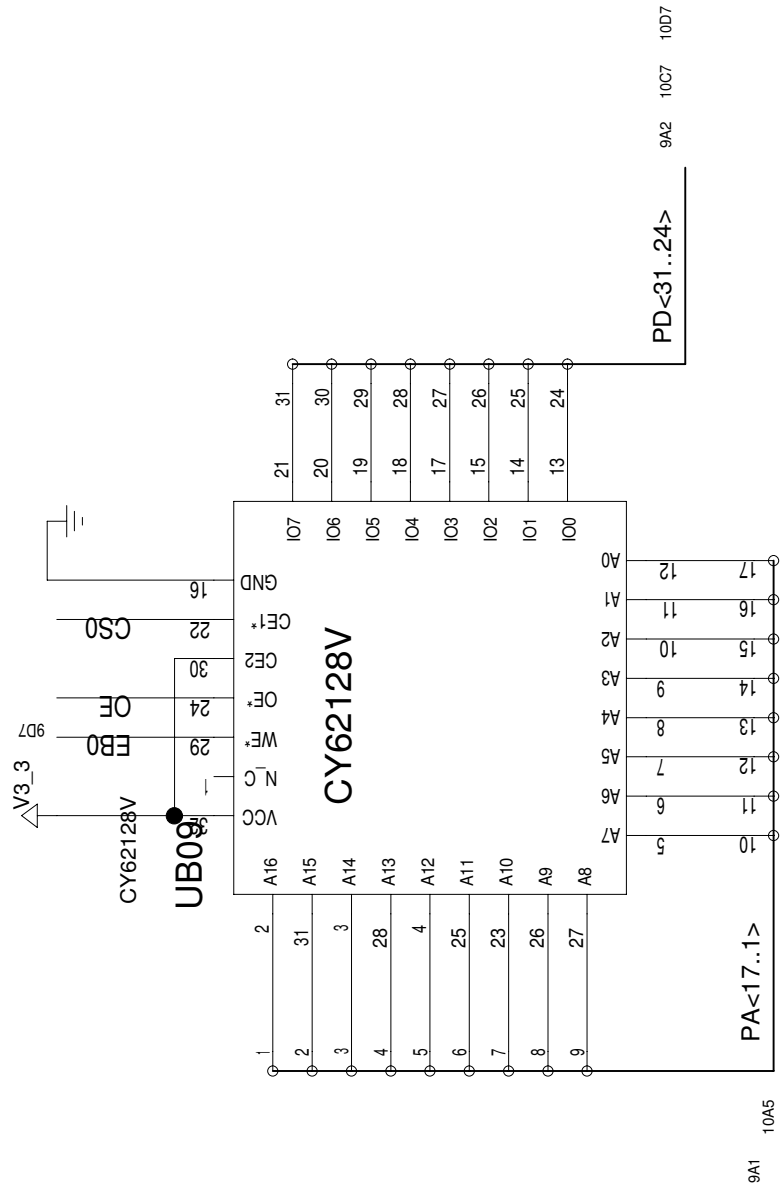 9A2 10C7 10D7
PD<31..24>
V3_3
9D7
EB0
OE
CS0
CY62128V
UB09
29
24
30
22
16
VCC
N_C
WE*
OE*
CE2
CE1*
GND
CY62128V
1 2 A16
2 31 A15
3 3 A14
4 28 A13
5 4 A12
6 25 A11
7 23 A10
8 26 A9
9 27 A8
IO7 21 31
IO6 20 30
IO5 19 29
IO4 18 28
IO3 17 27
IO2 15 26
IO1 14 25
IO0 13 24
A7 A6 A5 A4 A3 A2 A1 A0
5 6 7 8 9 10 11 12
10 11 12 13 14 15 16 17
PA<17..1>
9A1 10A5